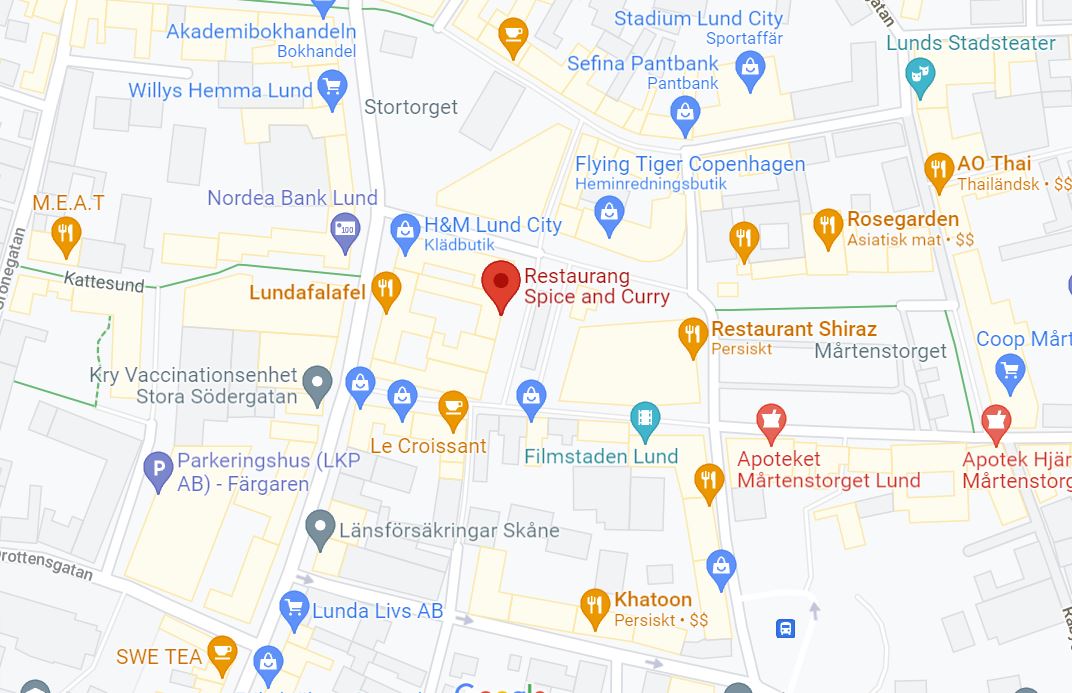 Stadium Lund City
Sportaffär
Akademibokhandeln
Bokhandel
Lunds Stadsteater
Sefina Pantbank
Pantbank
Willys Hemma Lund
Stortorget
Flying Tiger Copenhagen
Heminredningsbutik
AO Thai
Thailändsk • $$
M.E.A.T
Nordea Bank Lund
H&M Lund City
Klädbutik
Rosegarden
Asiatisk mat • $$
Kattesund
Lundafalafel
Restaurang
Spice and Curry
Restaurant Shiraz
Persiskt
Mårtenstorget
Coop Mårt
Kry Vaccinationsenhet
Stora Södergatan
Le Croissant
Filmstaden Lund
Apoteket
Mårtenstorget Lund
Apotek Hjär
Mårtenstorg
Parkeringshus (LKP
AB) - Färgaren
Länsförsäkringar Skåne
rottensgatan
Khatoon
Persiskt • $$
Lunda Livs AB
SWE TEA
Google